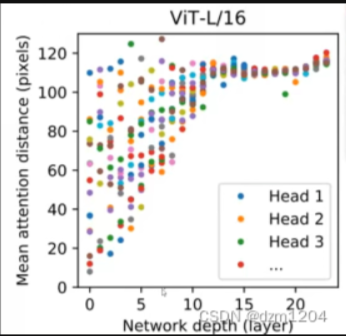 ViT-L/16
Mean attention distance (pixels)
120
100
80
60
40
20
0
Head 1
Head 2
Head 3
...
0 5 10 15 20
CSDN @dzm1204
Network depth (layer)